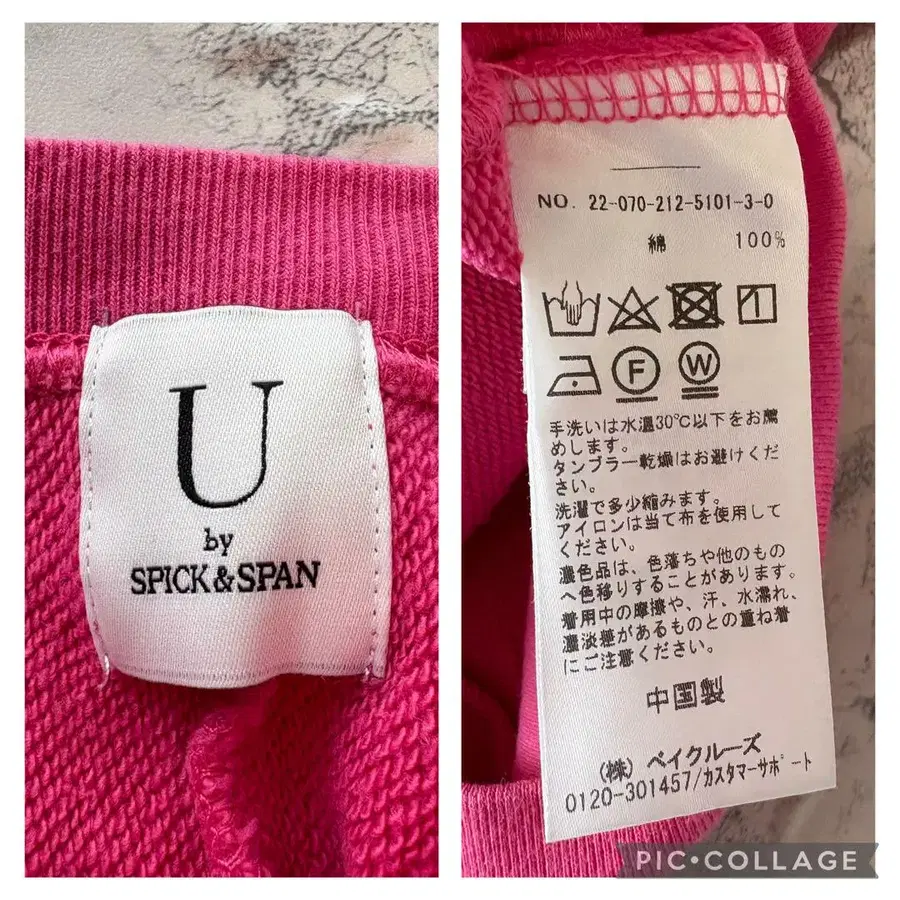 U
by
SPICK&SPAN
NO. 22-070-212-5101-3-0
綿 100%
F
W
手洗いは水温30℃以下をお薦
めします。
タンブラー乾燥はお避けくだ
さい。
洗濯で多少縮みます。
アイロンは当て布を使用して
ください。
濃色品は、色落ちや他のもの
へ色移りすることがあります。
着用中の摩擦や、汗、水濡れ、
濃淡差があるものとの重ね着
にご注意ください。
中国製
(株) ベイクルーズ
0120-301457/カスタマーサポート
PIC•COLLAGE